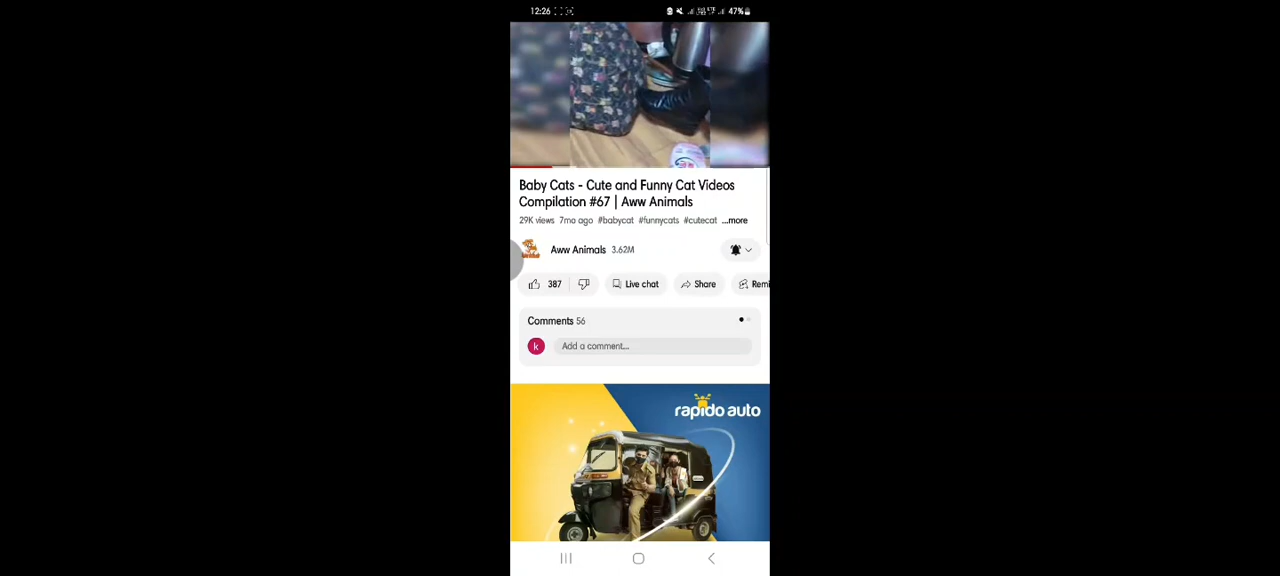 12:26 47%
Baby Cats - Cute and Funny Cat Videos
Compilation #67 | Aww Animals
29K views 7mo ago #babycat #funnycats #cutecat ...more
Aww Animals 3.62M
387 Live chat Share Remi
Comments 56
k Add a comment...
rapido auto